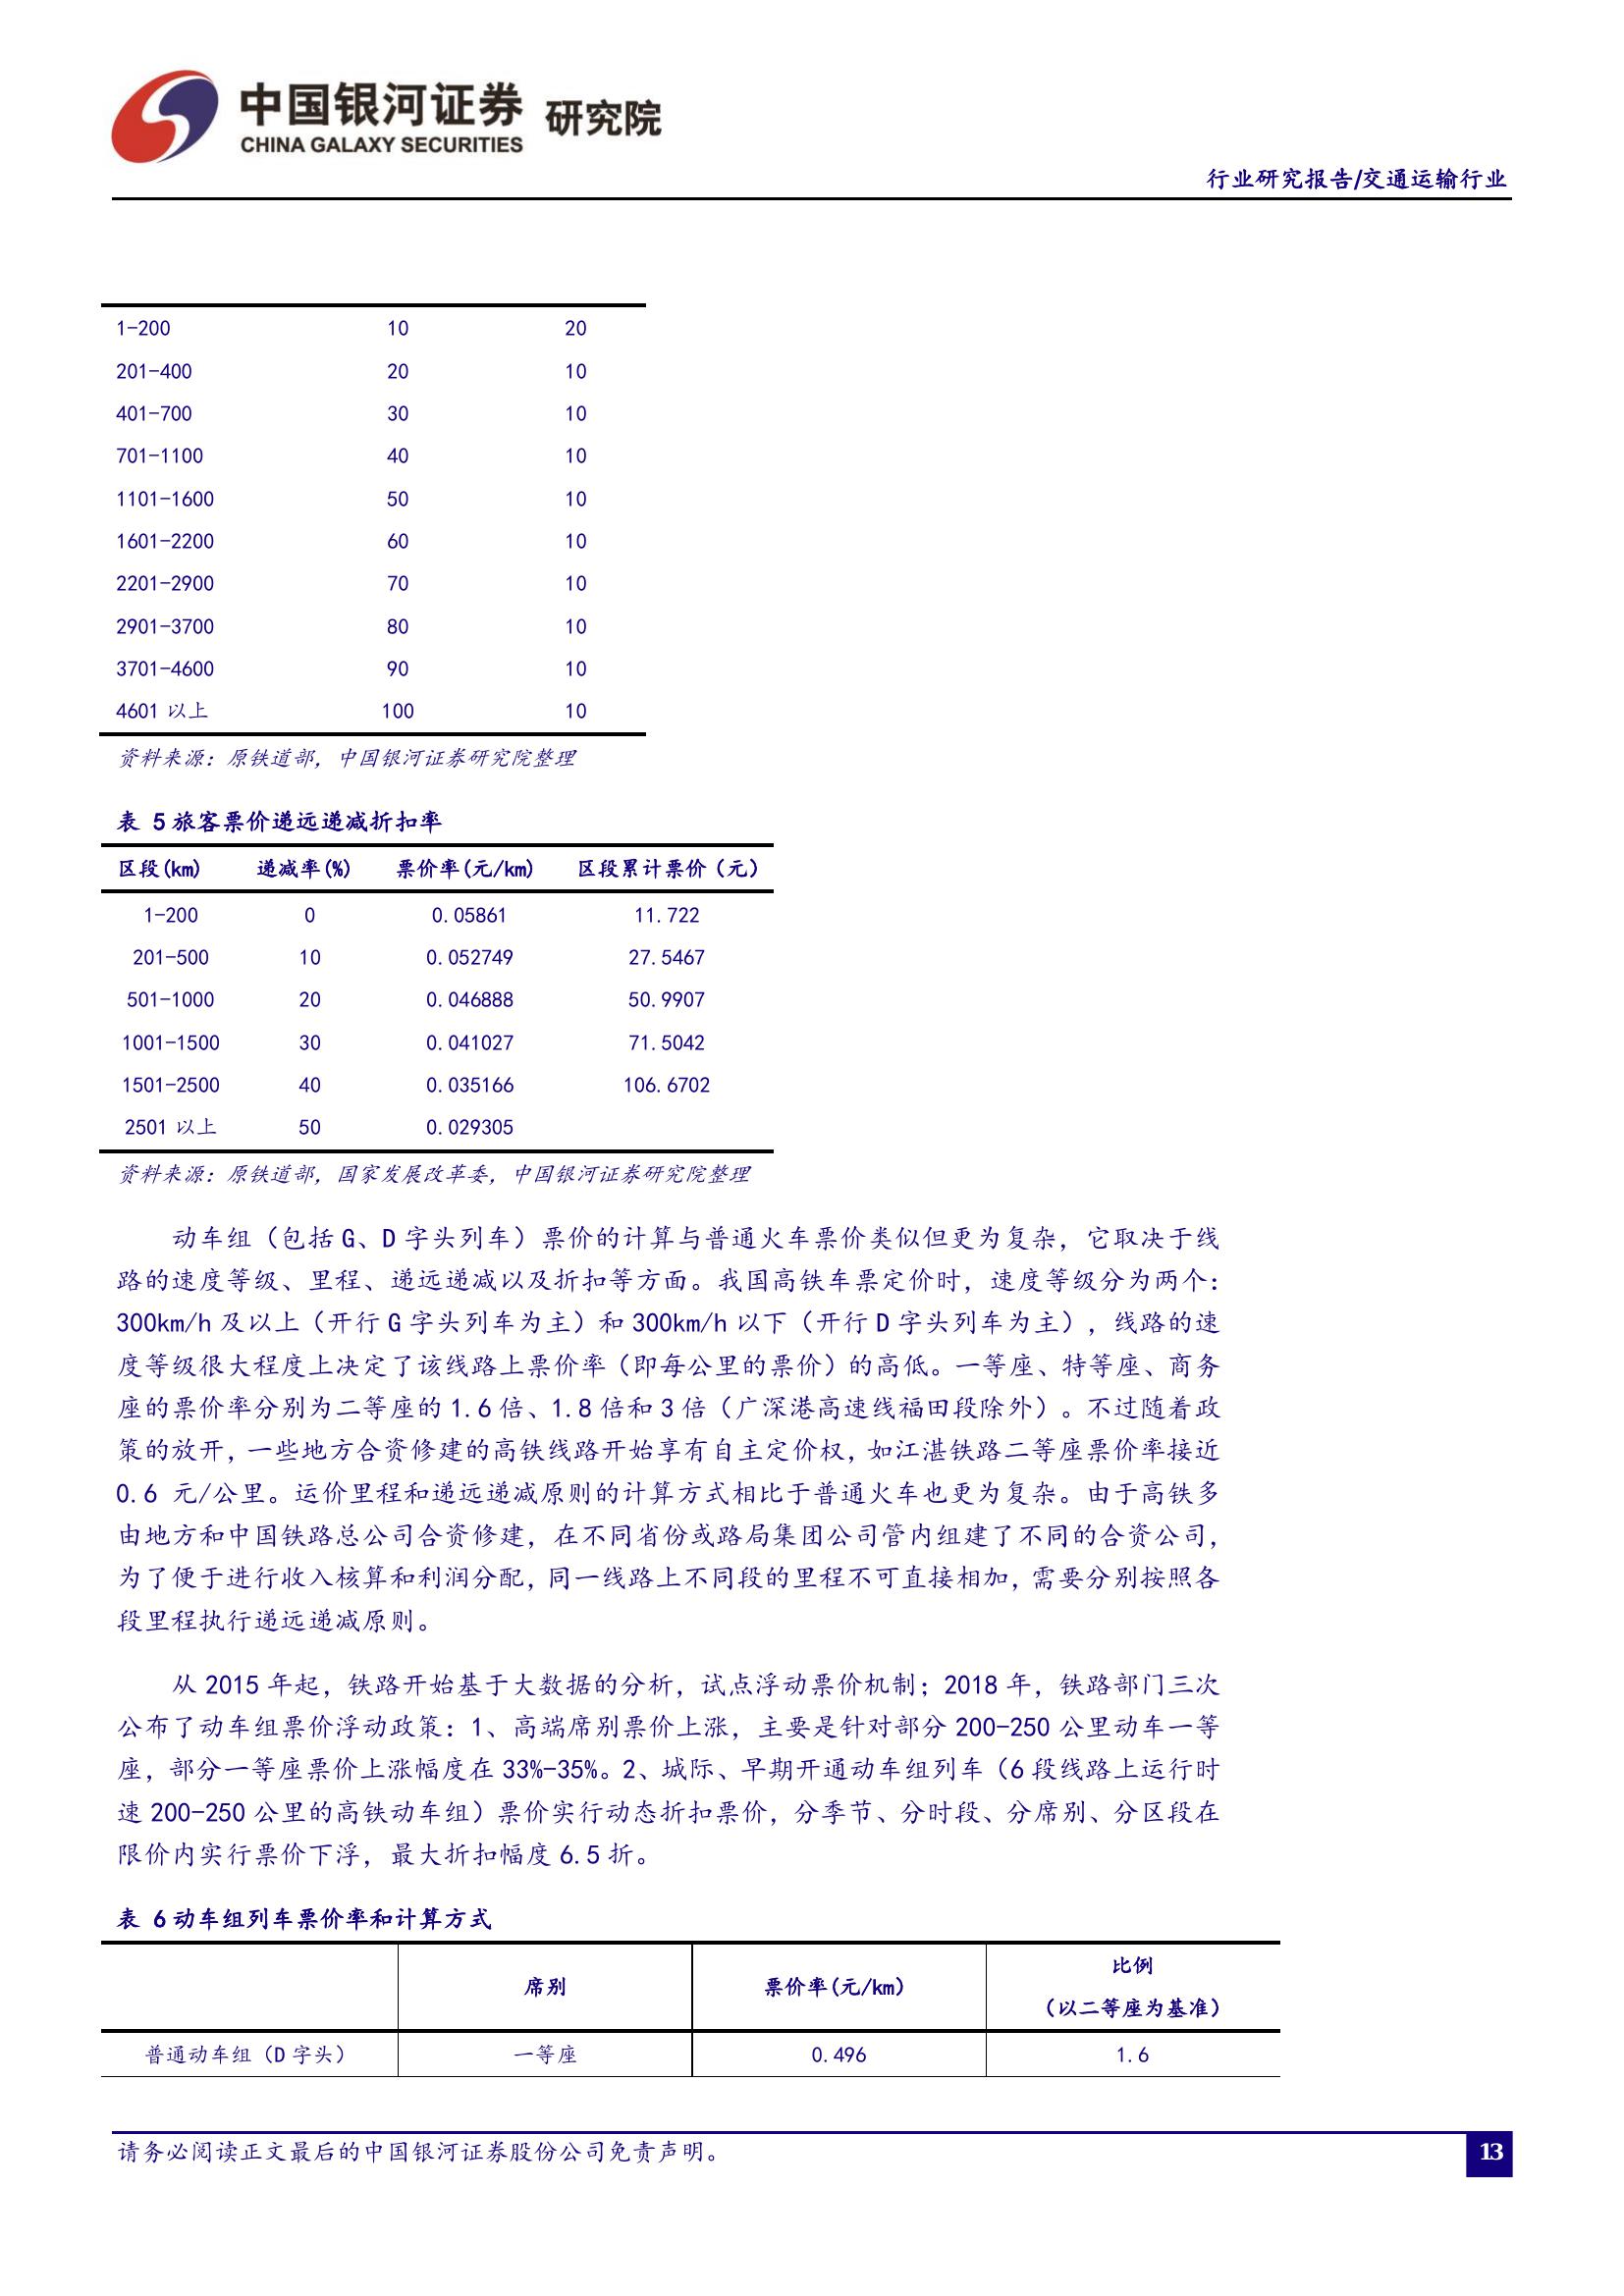 中国银河证券 研究院
CHINA GALAXY SECURITIES
行业研究报告/交通运输行业
1-200 10 20
201-400 20 10
401-700 30 10
701-1100 40 10
1101-1600 50 10
1601-2200 60 10
2201-2900 70 10
2901-3700 80 10
3701-4600 90 10
4601 以上 100 10
资料来源：原铁道部，中国银河证券研究院整理
表 5 旅客票价递远递减折扣率
区段(km) 递减率(%) 票价率(元/km) 区段累计票价（元）
1-200 0 0.05861 11.722
201-500 10 0.052749 27.5467
501-1000 20 0.046888 50.9907
1001-1500 30 0.041027 71.5042
1501-2500 40 0.035166 106.6702
2501 以上 50 0.029305
资料来源：原铁道部，国家发展改革委，中国银河证券研究院整理
动车组（包括 G、D 字头列车）票价的计算与普通火车票价类似但更为复杂，它取决于线
路的速度等级、里程、递远递减以及折扣等方面。我国高铁车票定价时，速度等级分为两个：
300km/h 及以上（开行 G 字头列车为主）和 300km/h 以下（开行 D 字头列车为主），线路的速
度等级很大程度上决定了该线路上票价率（即每公里的票价）的高低。一等座、特等座、商务
座的票价率分别为二等座的 1.6 倍、1.8 倍和 3 倍（广深港高速线福田段除外）。不过随着政
策的放开，一些地方合资修建的高铁线路开始享有自主定价权，如江湛铁路二等座票价率接近
0.6 元/公里。运价里程和递远递减原则的计算方式相比于普通火车也更为复杂。由于高铁多
由地方和中国铁路总公司合资修建，在不同省份或路局集团公司管内组建了不同的合资公司，
为了便于进行收入核算和利润分配，同一线路上不同段的里程不可直接相加，需要分别按照各
段里程执行递远递减原则。
从 2015 年起，铁路开始基于大数据的分析，试点浮动票价机制；2018 年，铁路部门三次
公布了动车组票价浮动政策：1、高端席别票价上涨，主要是针对部分 200-250 公里动车一等
座，部分一等座票价上涨幅度在 33%-35%。2、城际、早期开通动车组列车（6 段线路上运行时
速 200-250 公里的高铁动车组）票价实行动态折扣票价，分季节、分时段、分席别、分区段在
限价内实行票价下浮，最大折扣幅度 6.5 折。
表 6 动车组列车票价率和计算方式
席别 票价率(元/km) 比例
（以二等座为基准）
普通动车组（D 字头） 一等座 0.496 1.6
请务必阅读正文最后的中国银河证券股份公司免责声明。
13